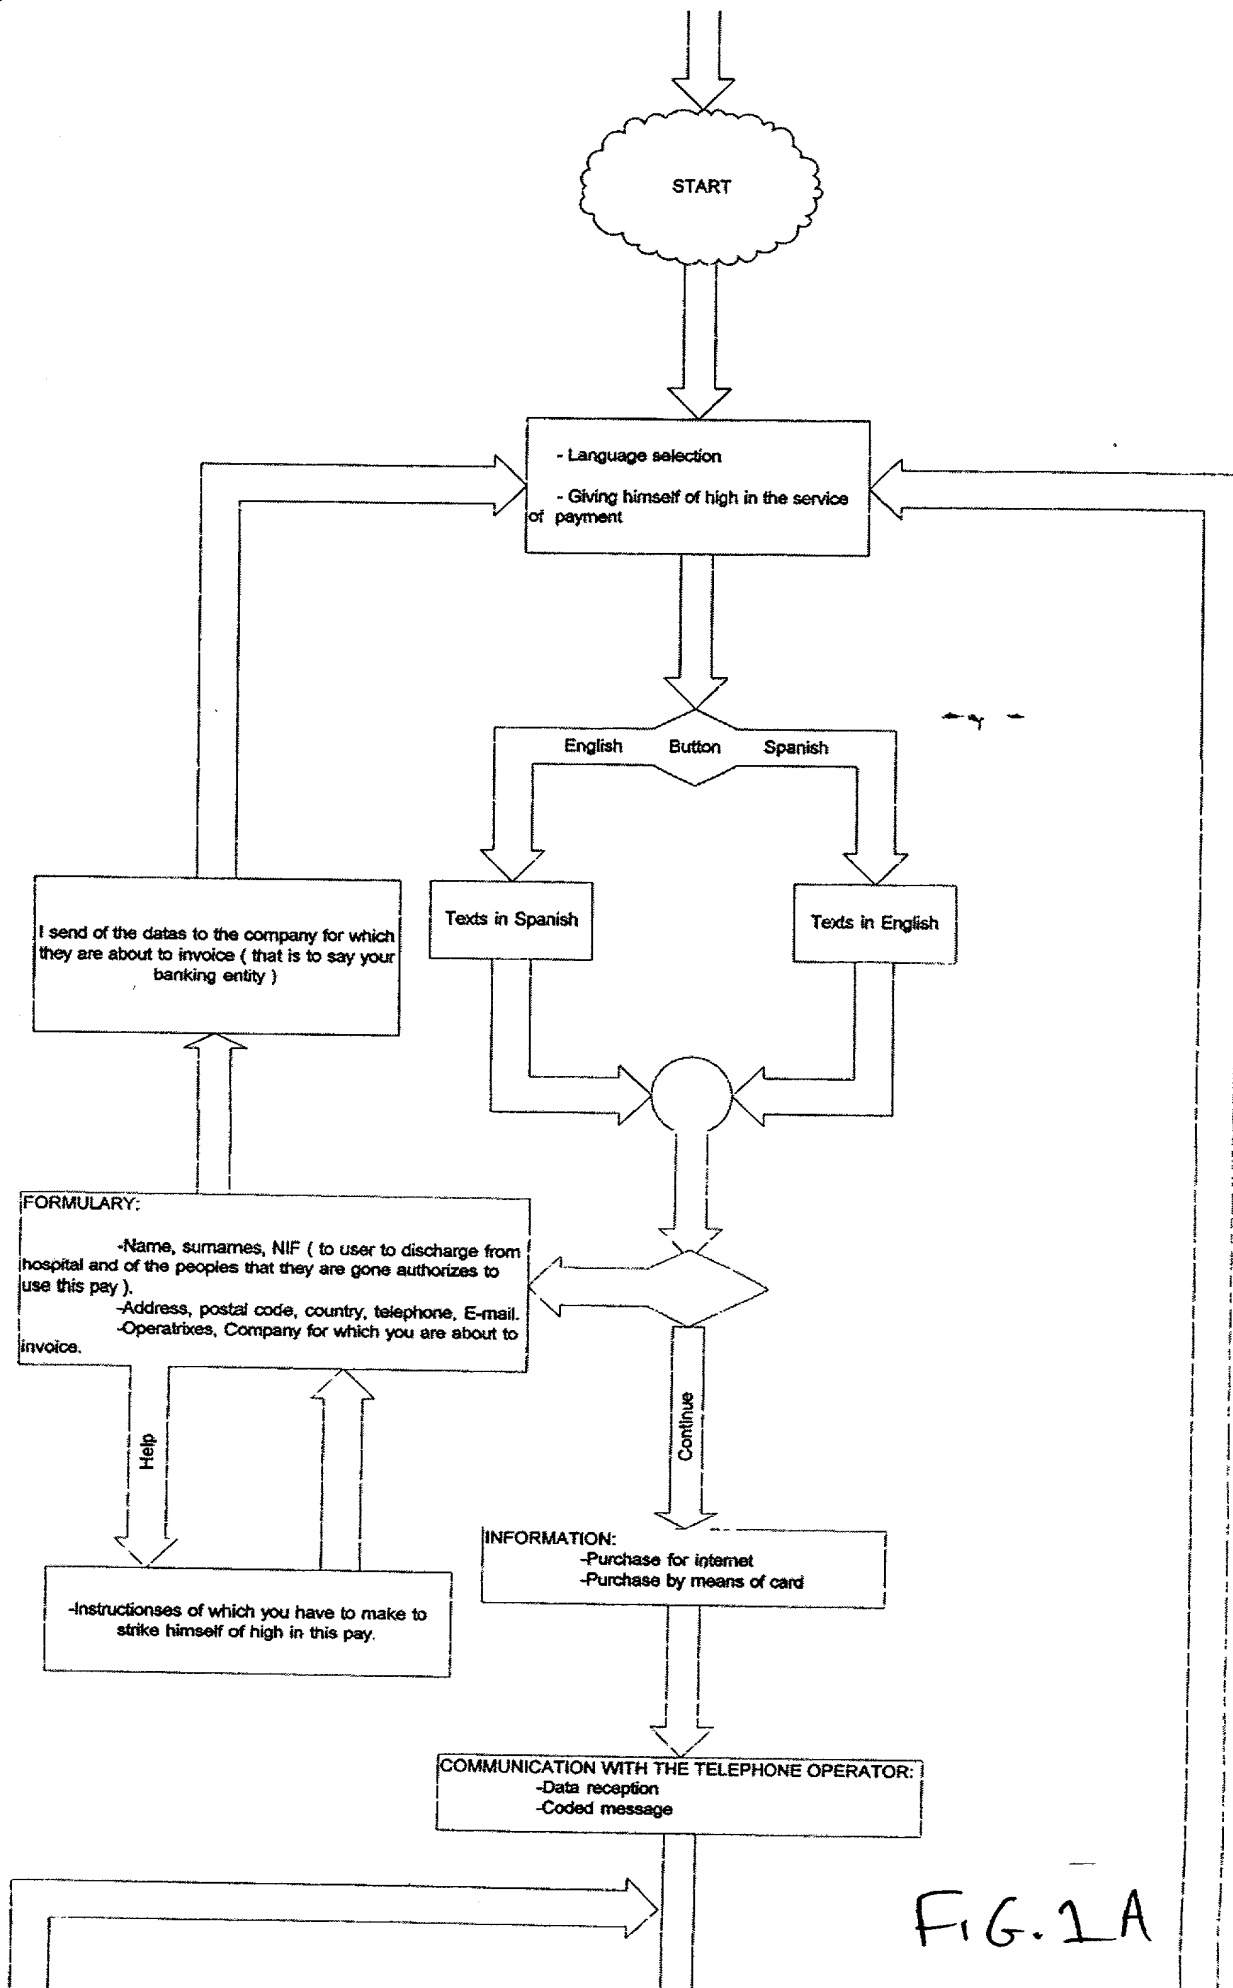 START
- Language selection
- Giving himself of high in the service
of payment
English Button Spanish
Texts in Spanish
Texts in English
I send of the datas to the company for which
they are about to invoice ( that is to say your
banking entity )
FORMULARY:
-Name, surnames, NIF ( to user to discharge from
hospital and of the peoples that they are gone authorizes to
use this pay ).
-Address, postal code, country, telephone, E-mail.
-Operatrixes, Company for which you are about to
invoice.
Help
Continue
-Instructionses of which you have to make to
strike himself of high in this pay.
INFORMATION:
-Purchase for internet
-Purchase by means of card
COMMUNICATION WITH THE TELEPHONE OPERATOR:
-Data reception
-Coded message
FIG. 1A